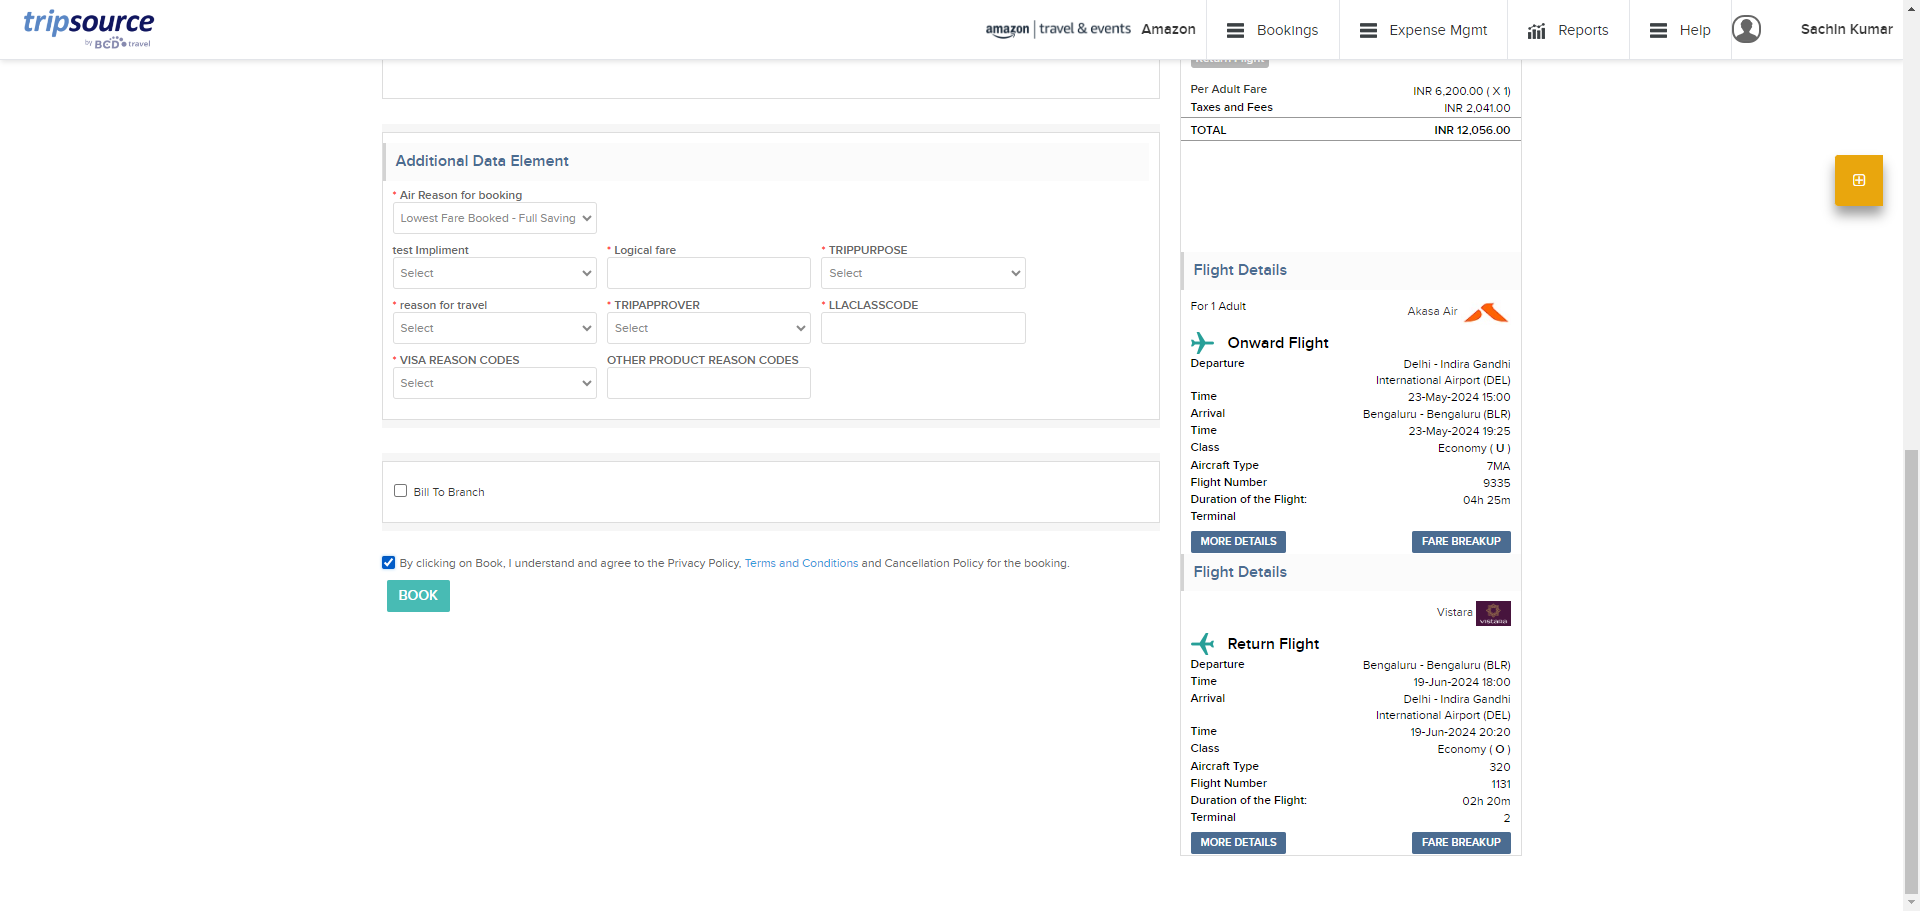 tripsource
by BCD travel
amazon | travel & events Amazon
Bookings
Expense Mgmt
Reports
Help
Sachin Kumar
Return Flight
Per Adult Fare INR 6,200.00 ( X 1)
Taxes and Fees INR 2,041.00
TOTAL INR 12,056.00
Additional Data Element
* Air Reason for booking
Lowest Fare Booked - Full Saving
test Impliment * Logical fare * TRIPPURPOSE
Select Select
* reason for travel * TRIPAPPROVER * LLACLASSCODE
Select Select
* VISA REASON CODES OTHER PRODUCT REASON CODES
Select
Bill To Branch
By clicking on Book, I understand and agree to the Privacy Policy, Terms and Conditions and Cancellation Policy for the booking.
BOOK
Flight Details
For 1 Adult Akasa Air
Onward Flight
Departure Delhi - Indira Gandhi
International Airport (DEL)
Time 23-May-2024 15:00
Arrival Bengaluru - Bengaluru (BLR)
Time 23-May-2024 19:25
Class Economy ( U )
Aircraft Type 7MA
Flight Number 9335
Duration of the Flight: 04h 25m
Terminal
MORE DETAILS FARE BREAKUP
Flight Details
Vistara vistara
Return Flight
Departure Bengaluru - Bengaluru (BLR)
Time 19-Jun-2024 18:00
Arrival Delhi - Indira Gandhi
International Airport (DEL)
Time 19-Jun-2024 20:20
Class Economy ( O )
Aircraft Type 320
Flight Number 1131
Duration of the Flight: 02h 20m
Terminal 2
MORE DETAILS FARE BREAKUP